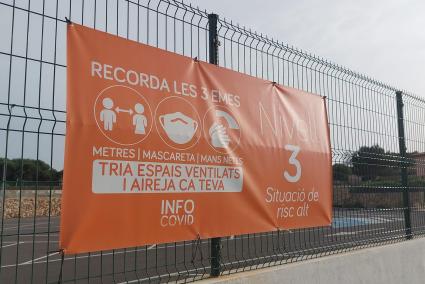 RECORDA LES 3 EMES
METRES | MASCARETA | MANS NETES
TRIA ESPAIS VENTILATS
I AIREJA CA TEVA
INFO
COVID
Nivell
3
Situació de
risc alt